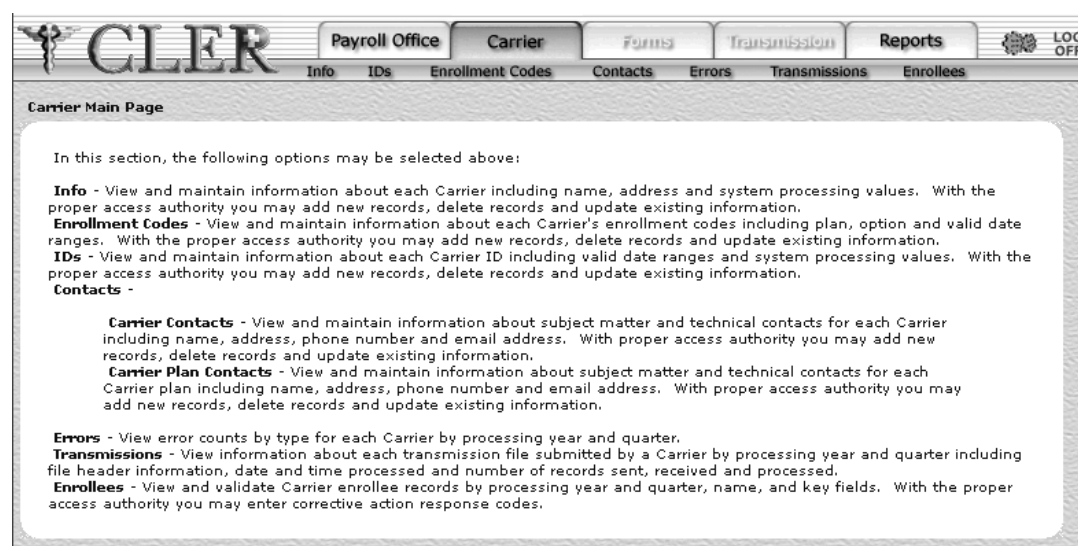 CLER
Payroll Office Carrier Forms Transmission Reports LOG OFF
Info IDs Enrollment Codes Contacts Errors Transmissions Enrollees
Carrier Main Page
In this section, the following options may be selected above:
Info - View and maintain information about each Carrier including name, address and system processing values. With the
proper access authority you may add new records, delete records and update existing information.
Enrollment Codes - View and maintain information about each Carrier's enrollment codes including plan, option and valid date
ranges. With the proper access authority you may add new records, delete records and update existing information.
IDs - View and maintain information about each Carrier ID including valid date ranges and system processing values. With the
proper access authority you may add new records, delete records and update existing information.
Contacts -
Carrier Contacts - View and maintain information about subject matter and technical contacts for each Carrier
including name, address, phone number and email address. With proper access authority you may add new
records, delete records and update existing information.
Carrier Plan Contacts - View and maintain information about subject matter and technical contacts for each
Carrier plan including name, address, phone number and email address. With proper access authority you may
add new records, delete records and update existing information.
Errors - View error counts by type for each Carrier by processing year and quarter.
Transmissions - View information about each transmission file submitted by a Carrier by processing year and quarter including
file header information, date and time processed and number of records sent, received and processed.
Enrollees - View and validate Carrier enrollee records by processing year and quarter, name, and key fields. With the proper
access authority you may enter corrective action response codes.